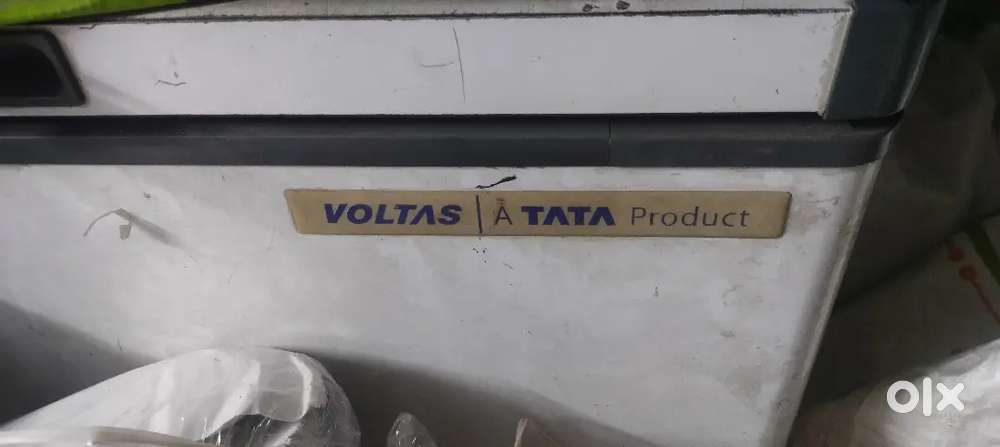 VOLTAS | A TATA Product
olx